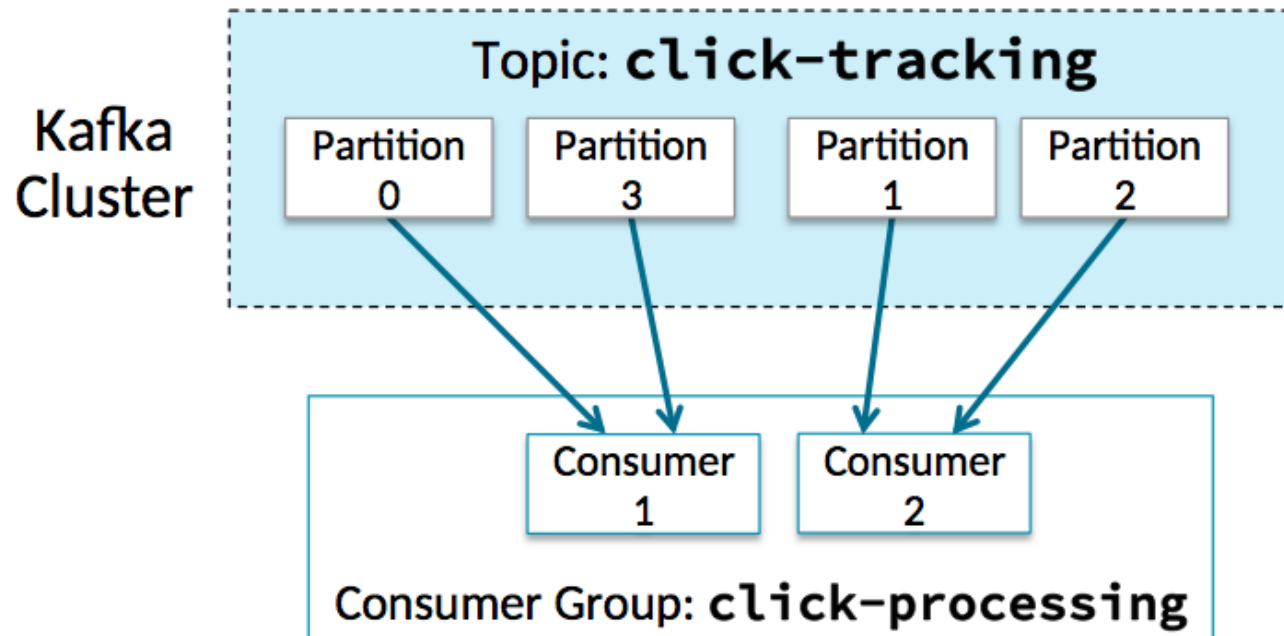 Topic: click-tracking
Kafka
Cluster
Partition
0
Partition
3
Partition
1
Partition
2
Consumer
1
Consumer
2
Consumer Group: click-processing